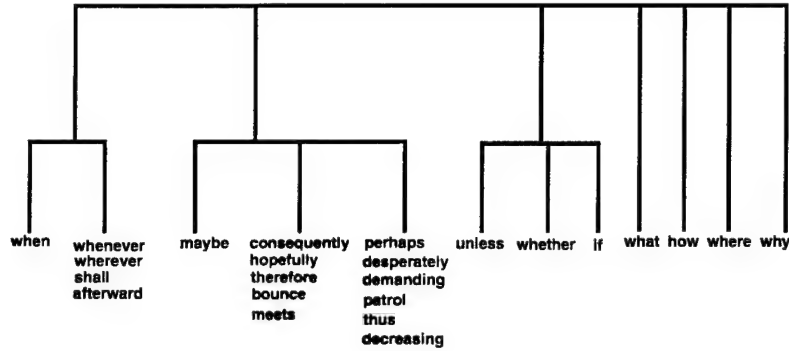 when whenever maybe consequently perhaps unless whether if what how where why
wherever hopefully desperately
shall therefore demanding
afterward bounce patrol
meets thus
decreasing